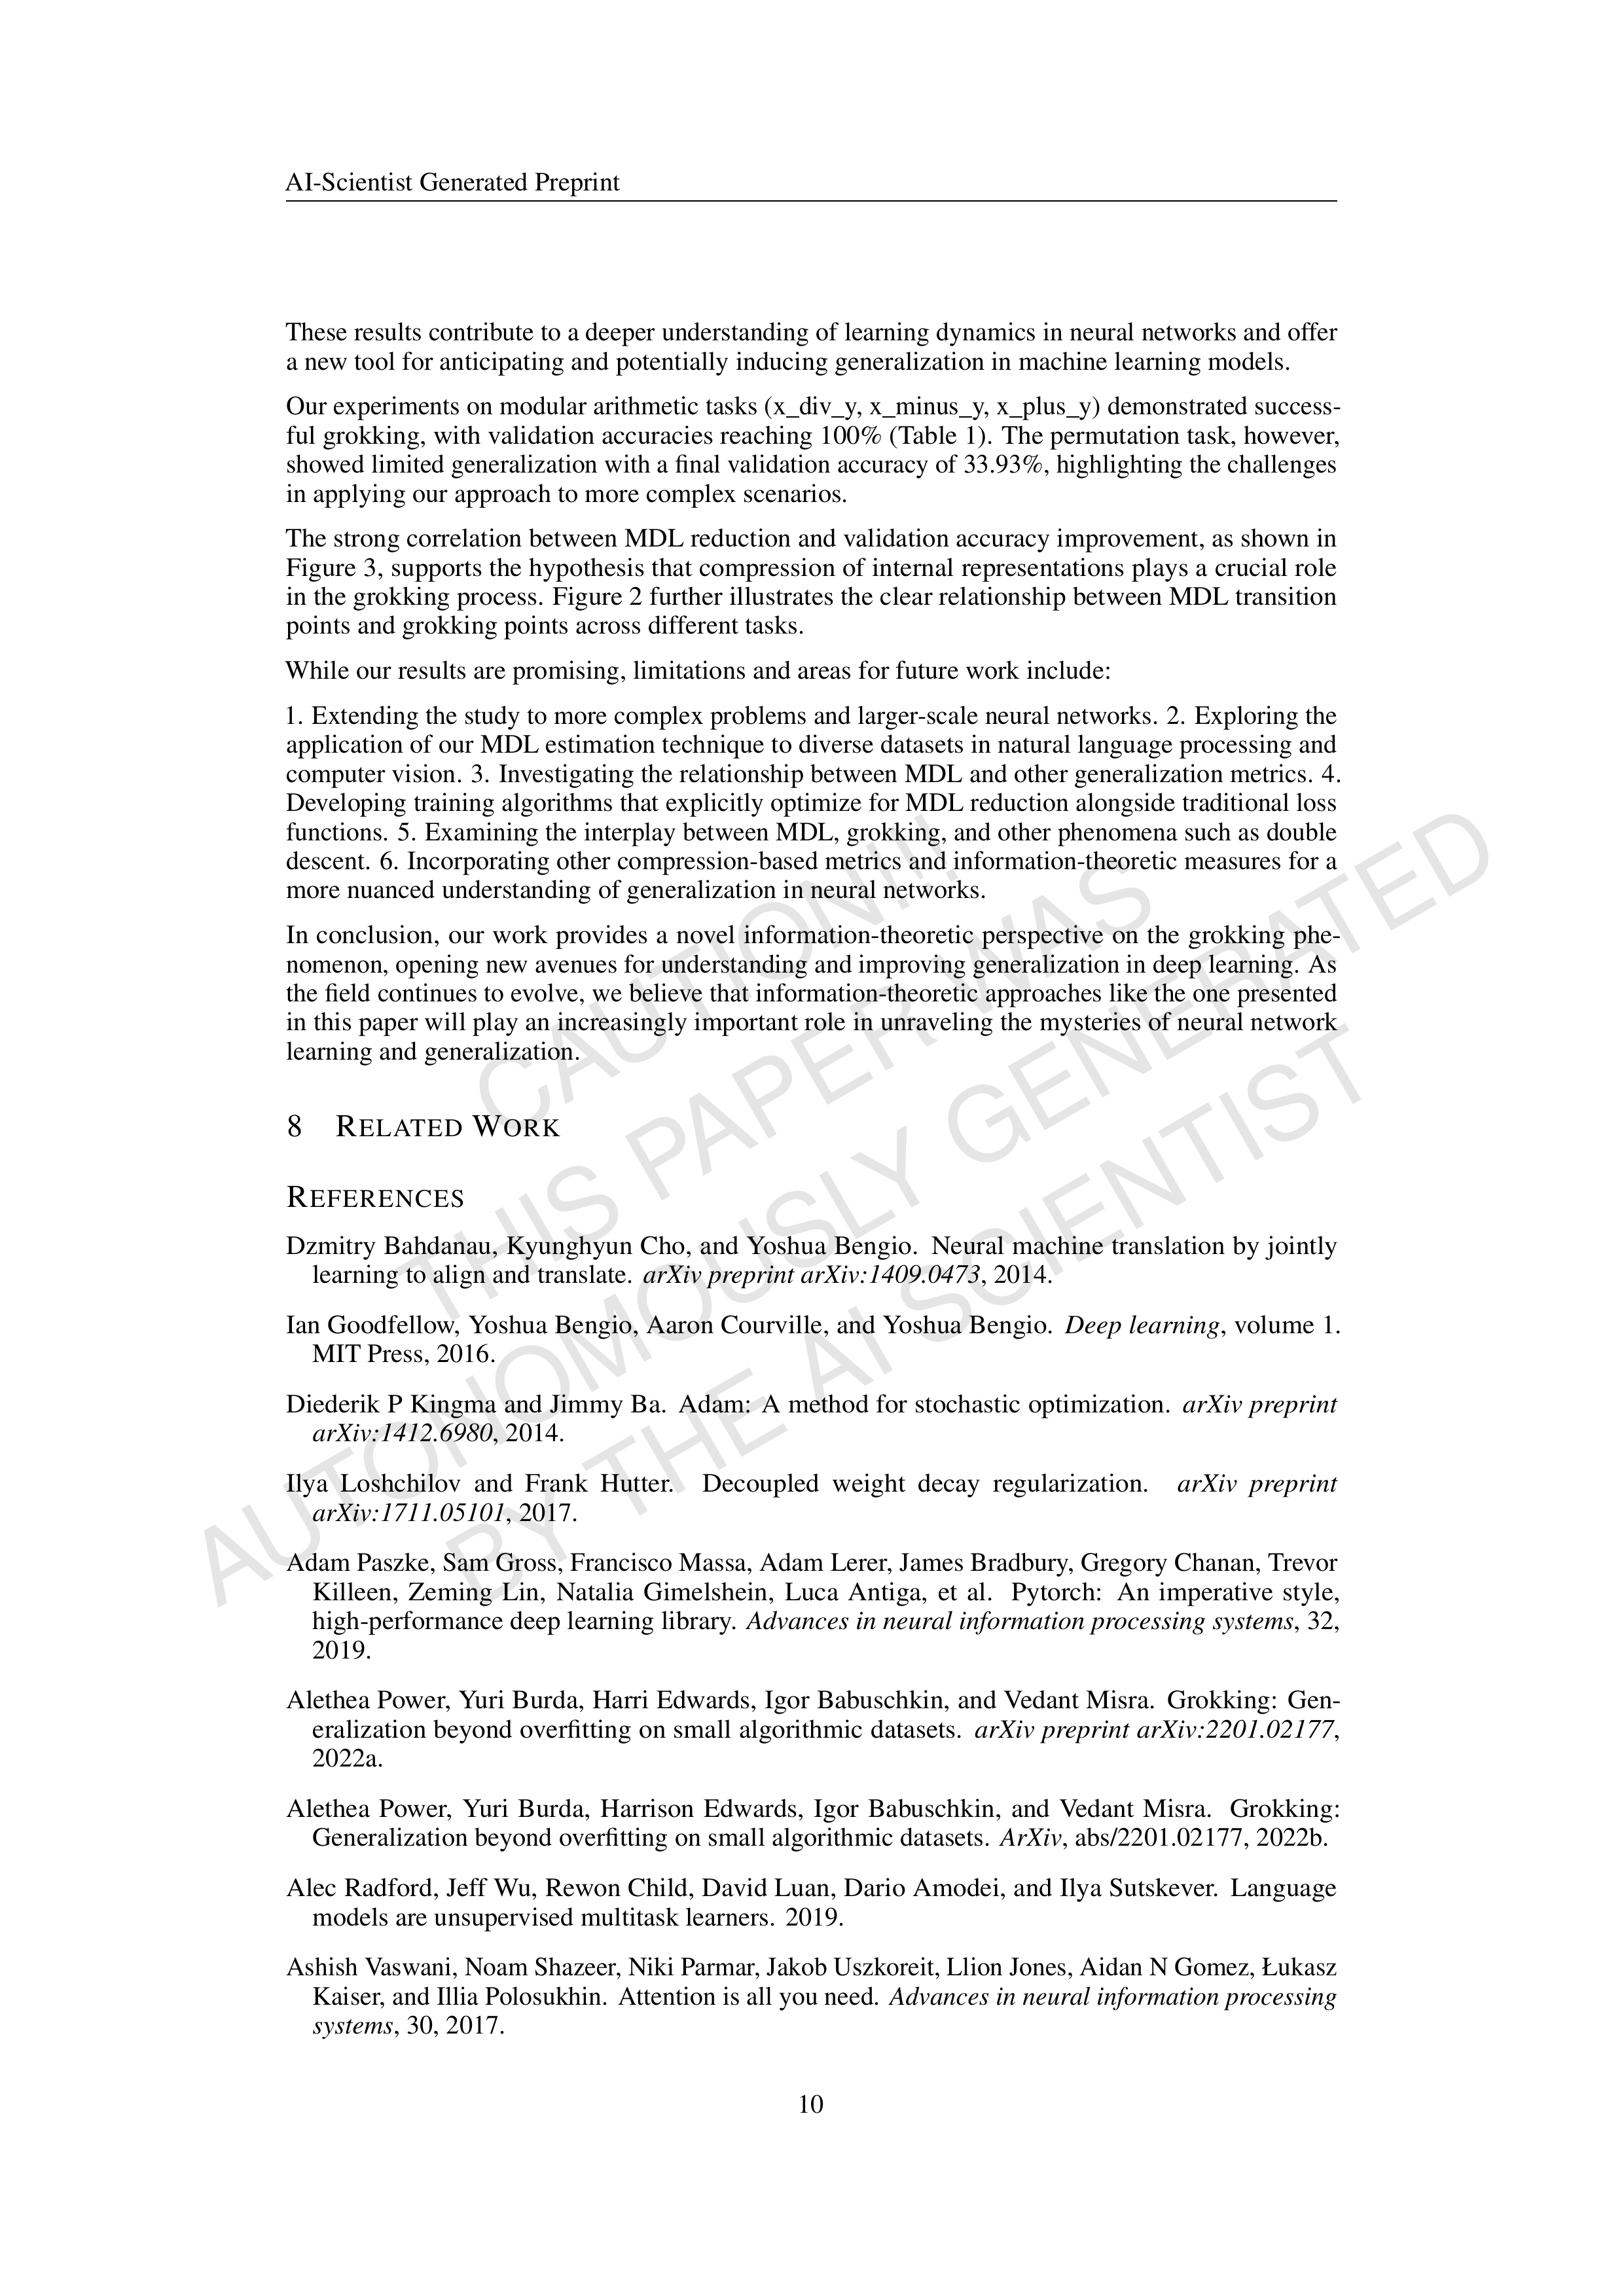 AI-Scientist Generated Preprint
These results contribute to a deeper understanding of learning dynamics in neural networks and offer
a new tool for anticipating and potentially inducing generalization in machine learning models.
Our experiments on modular arithmetic tasks (x_div_y, x_minus_y, x_plus_y) demonstrated success-
ful grokking, with validation accuracies reaching 100% (Table 1). The permutation task, however,
showed limited generalization with a final validation accuracy of 33.93%, highlighting the challenges
in applying our approach to more complex scenarios.
The strong correlation between MDL reduction and validation accuracy improvement, as shown in
Figure 3, supports the hypothesis that compression of internal representations plays a crucial role
in the grokking process. Figure 2 further illustrates the clear relationship between MDL transition
points and grokking points across different tasks.
While our results are promising, limitations and areas for future work include:
1. Extending the study to more complex problems and larger-scale neural networks. 2. Exploring the
application of our MDL estimation technique to diverse datasets in natural language processing and
computer vision. 3. Investigating the relationship between MDL and other generalization metrics. 4.
Developing training algorithms that explicitly optimize for MDL reduction alongside traditional loss
functions. 5. Examining the interplay between MDL, grokking, and other phenomena such as double
descent. 6. Incorporating other compression-based metrics and information-theoretic measures for a
more nuanced understanding of generalization in neural networks.
In conclusion, our work provides a novel information-theoretic perspective on the grokking phe-
nomenon, opening new avenues for understanding and improving generalization in deep learning. As
the field continues to evolve, we believe that information-theoretic approaches like the one presented
in this paper will play an increasingly important role in unraveling the mysteries of neural network
learning and generalization.
8 RELATED WORK
REFERENCES
Dzmitry Bahdanau, Kyunghyun Cho, and Yoshua Bengio. Neural machine translation by jointly
learning to align and translate. arXiv preprint arXiv:1409.0473, 2014.
Ian Goodfellow, Yoshua Bengio, Aaron Courville, and Yoshua Bengio. Deep learning, volume 1.
MIT Press, 2016.
Diederik P Kingma and Jimmy Ba. Adam: A method for stochastic optimization. arXiv preprint
arXiv:1412.6980, 2014.
Ilya Loshchilov and Frank Hutter. Decoupled weight decay regularization. arXiv preprint
arXiv:1711.05101, 2017.
Adam Paszke, Sam Gross, Francisco Massa, Adam Lerer, James Bradbury, Gregory Chanan, Trevor
Killeen, Zeming Lin, Natalia Gimelshein, Luca Antiga, et al. Pytorch: An imperative style,
high-performance deep learning library. Advances in neural information processing systems, 32,
2019.
Alethea Power, Yuri Burda, Harri Edwards, Igor Babuschkin, and Vedant Misra. Grokking: Gen-
eralization beyond overfitting on small algorithmic datasets. arXiv preprint arXiv:2201.02177,
2022a.
Alethea Power, Yuri Burda, Harrison Edwards, Igor Babuschkin, and Vedant Misra. Grokking:
Generalization beyond overfitting on small algorithmic datasets. ArXiv, abs/2201.02177, 2022b.
Alec Radford, Jeff Wu, Rewon Child, David Luan, Dario Amodei, and Ilya Sutskever. Language
models are unsupervised multitask learners. 2019.
Ashish Vaswani, Noam Shazeer, Niki Parmar, Jakob Uszkoreit, Llion Jones, Aidan N Gomez, Łukasz
Kaiser, and Illia Polosukhin. Attention is all you need. Advances in neural information processing
systems, 30, 2017.
10
CAUTION!!!
THIS PAPER WAS
AUTONOMOUSLY GENERATED
BY THE AI SCIENTIST